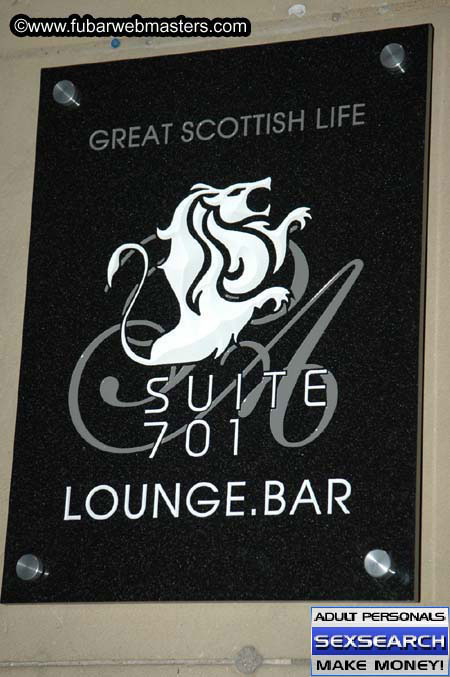 ©www.fubarwebmasters.com
GREAT SCOTTISH LIFE
SUITE
701
LOUNGE.BAR
ADULT PERSONALS
SEXSEARCH
MAKE MONEY!